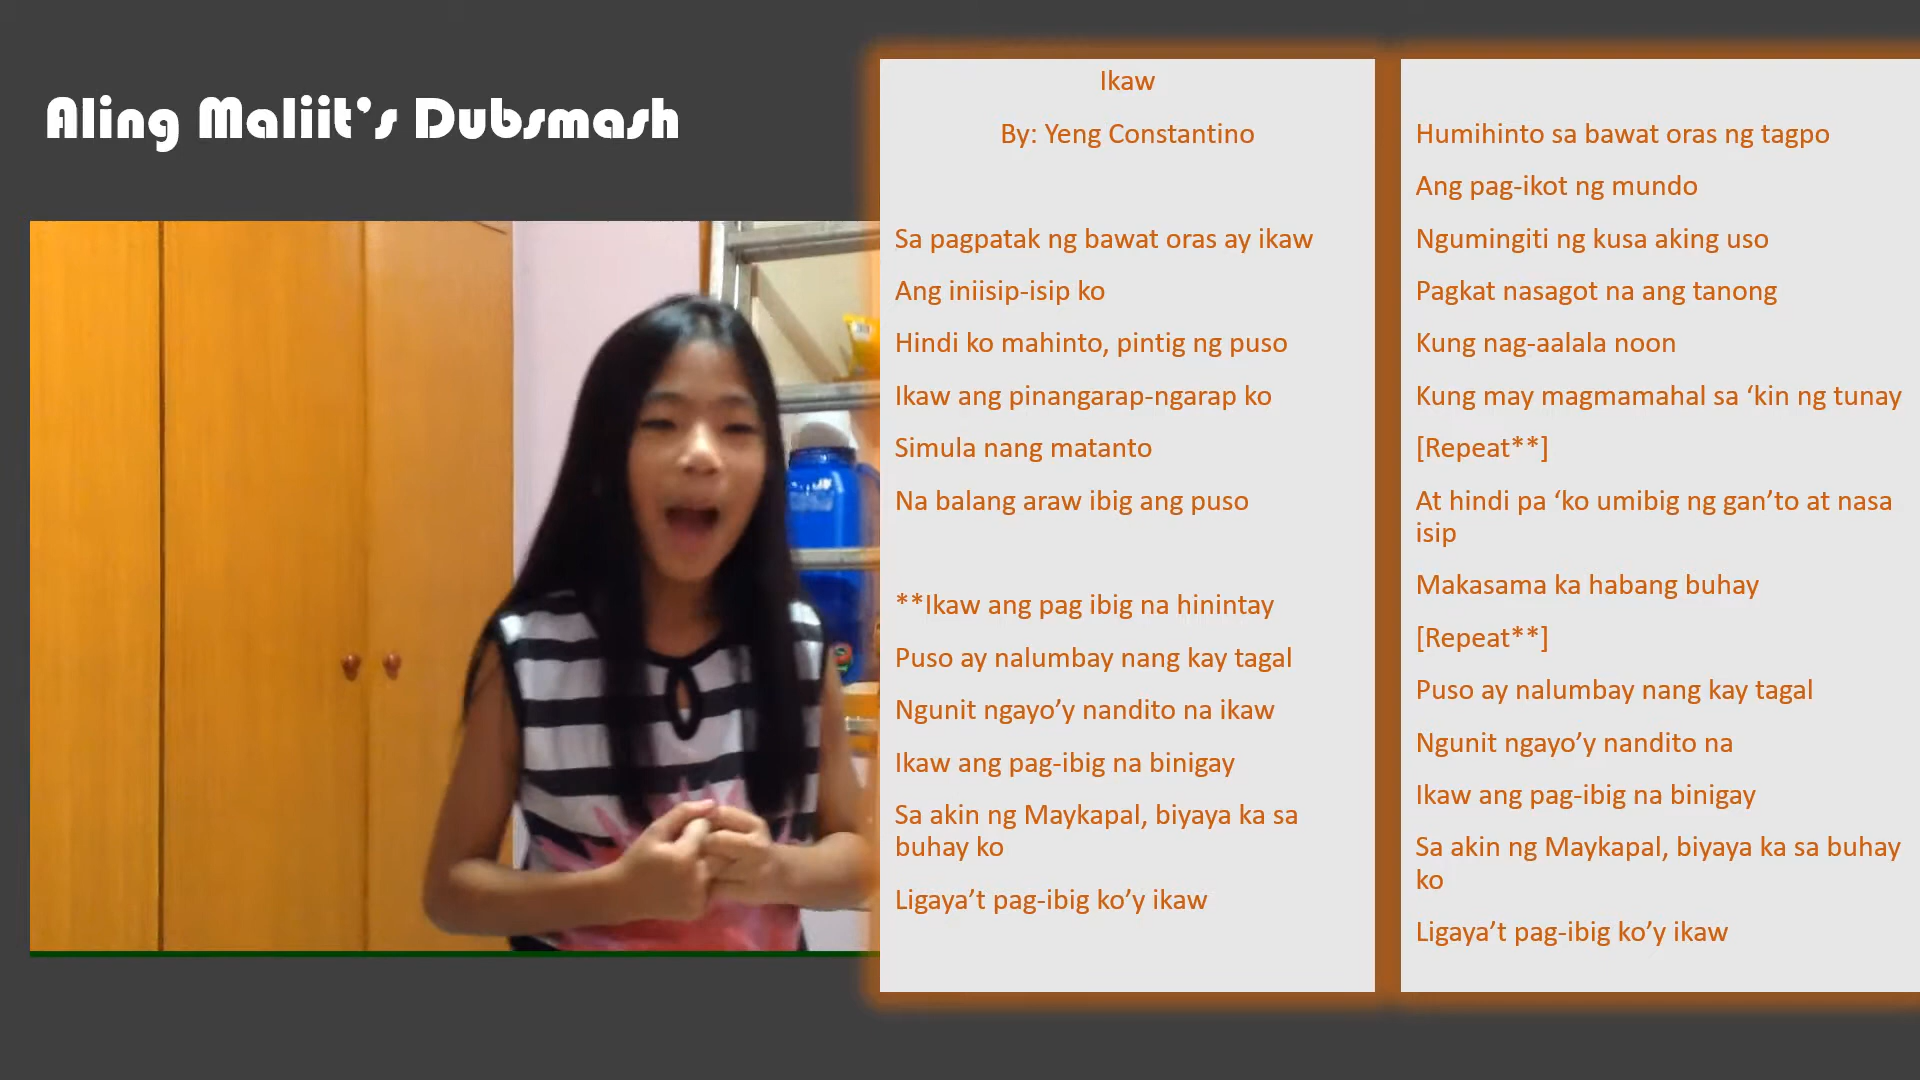 Aling Maliit's Dubsmash
Ikaw
By: Yeng Constantino
Sa pagpatak ng bawat oras ay ikaw
Ang iniisip-isip ko
Hindi ko mahinto, pintig ng puso
Ikaw ang pinangarap-ngarap ko
Simula nang matanto
Na balang araw ibig ang puso
**Ikaw ang pag ibig na hinintay
Puso ay nalumbay nang kay tagal
Ngunit ngayo’y nandito na ikaw
Ikaw ang pag-ibig na binigay
Sa akin ng Maykapal, biyaya ka sa
buhay ko
Ligaya’t pag-ibig ko’y ikaw
Humihinto sa bawat oras ng tagpo
Ang pag-ikot ng mundo
Ngumingiti ng kusa aking uso
Pagkat nasagot na ang tanong
Kung nag-aalala noon
Kung may magmamahal sa ‘kin ng tunay
[Repeat**]
At hindi pa ‘ko umibig ng gan’to at nasa
isip
Makasama ka habang buhay
[Repeat**]
Puso ay nalumbay nang kay tagal
Ngunit ngayo’y nandito na
Ikaw ang pag-ibig na binigay
Sa akin ng Maykapal, biyaya ka sa buhay
ko
Ligaya’t pag-ibig ko’y ikaw